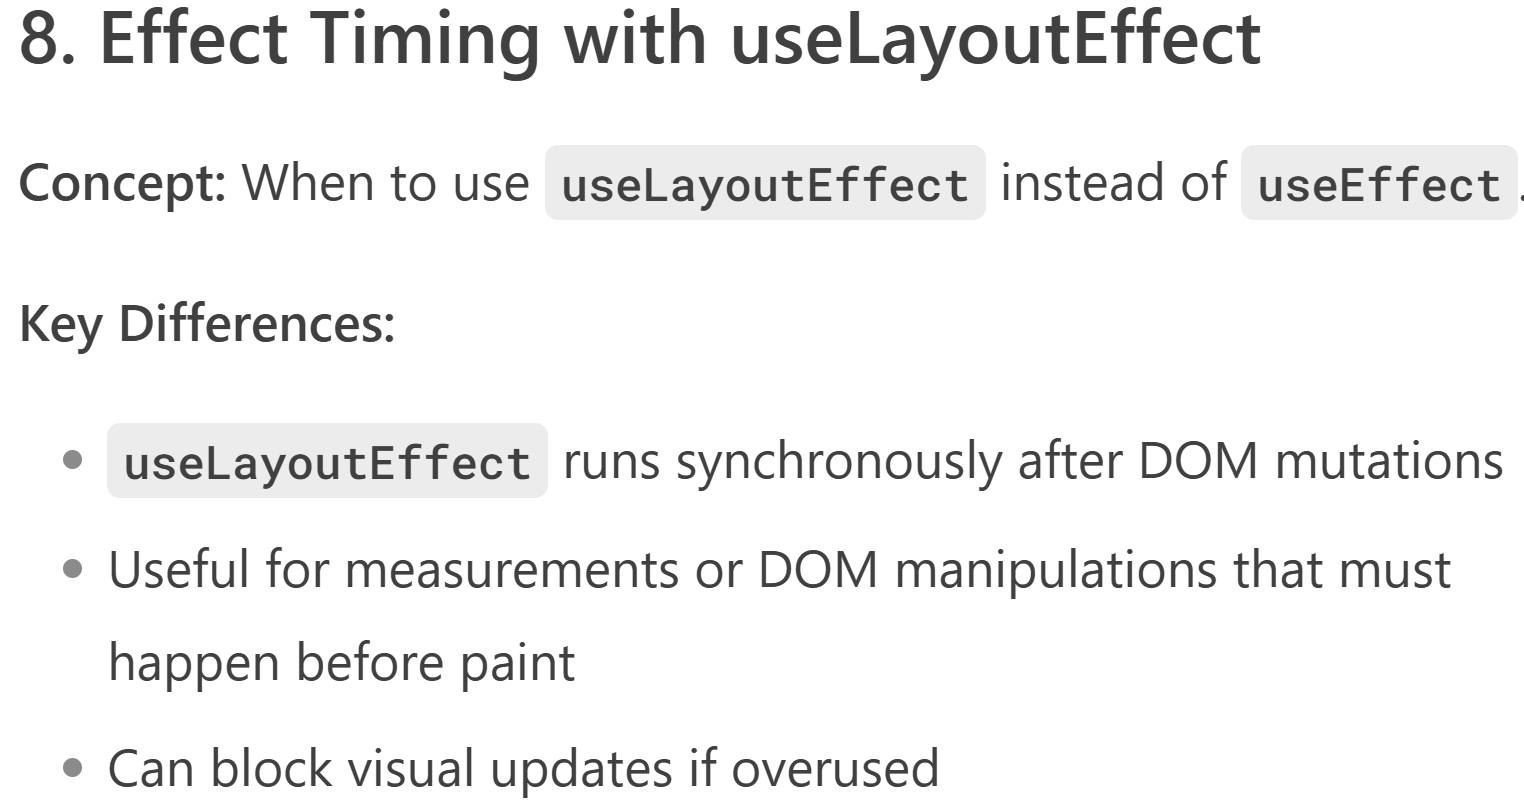 8. Effect Timing with useLayoutEffect
Concept: When to use useLayoutEffect instead of useEffect.
Key Differences:
useLayoutEffect runs synchronously after DOM mutations
Useful for measurements or DOM manipulations that must
happen before paint
Can block visual updates if overused